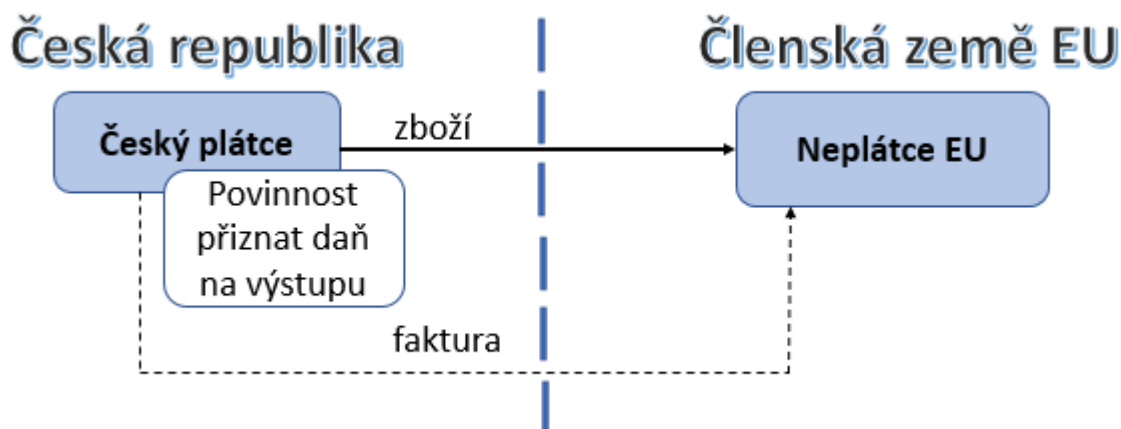 Česká republika
Členská země EU
Český plátce
zboží
Neplátce EU
Povinnost
přiznat daň
na výstupu
faktura